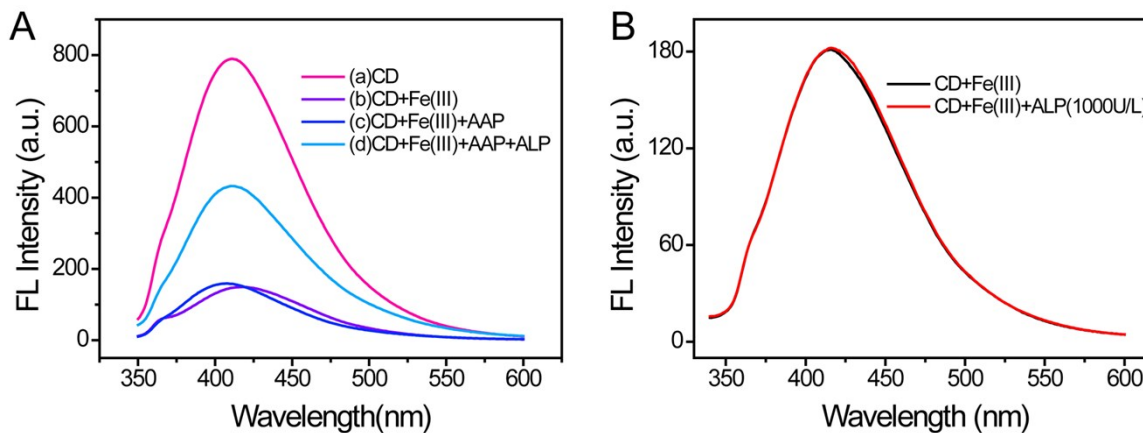 A
FL Intensity (a.u.)
800
600
400
200
0
(a)CD
(b)CD+Fe(III)
(c)CD+Fe(III)+AAP
(d)CD+Fe(III)+AAP+ALP
350 400 450 500 550 600
Wavelength(nm)
B
FL Intensity (a.u.)
180
120
60
0
CD+Fe(III)
CD+Fe(III)+ALP(1000U/L)
350 400 450 500 550 600
Wavelength (nm)